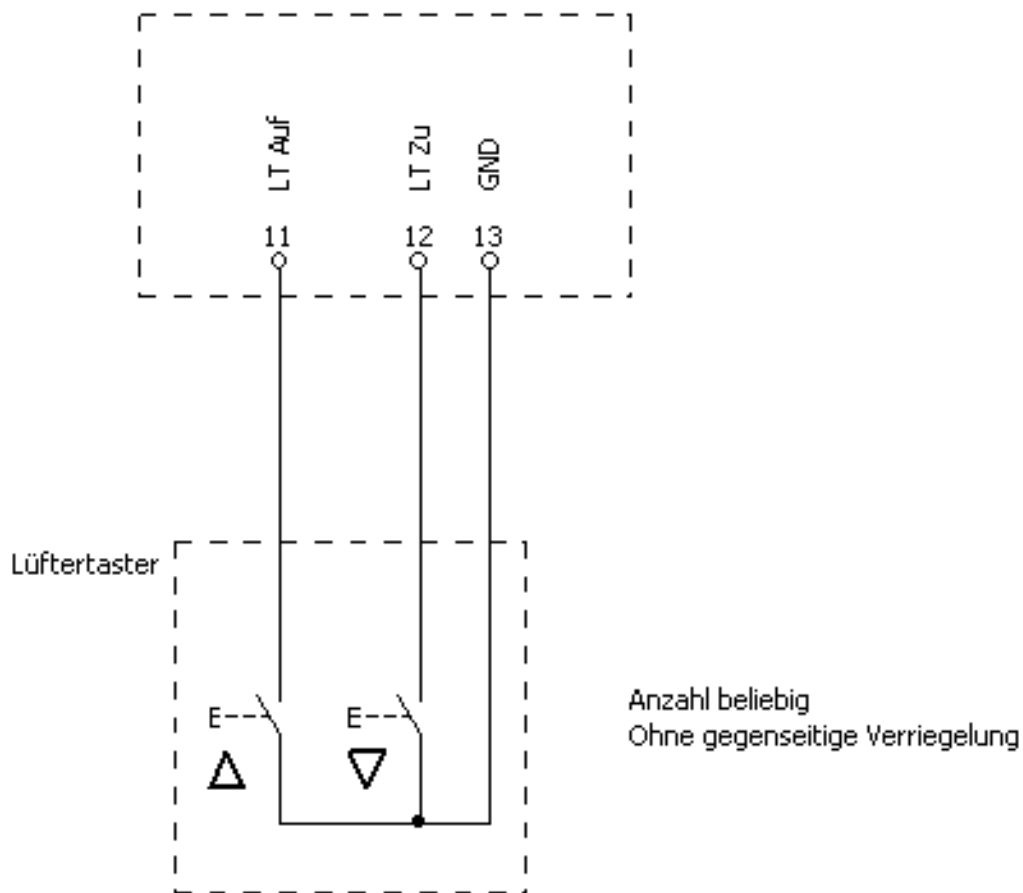 LT Auf
LT Zu
GND
11
12
13
Lüftertaster
E
E
Anzahl beliebig
Ohne gegenseitige Verriegelung